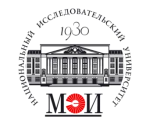 НАЦИОНАЛЬНЫЙ ИССЛЕДОВАТЕЛЬСКИЙ УНИВЕРСИТЕТ
1930
МЭИ